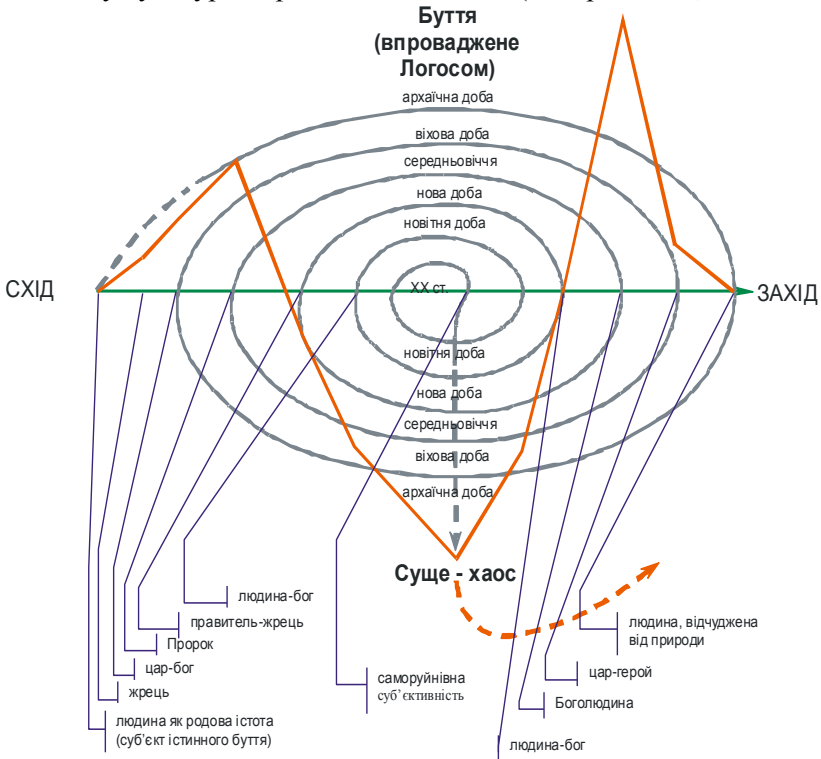 Буття
(впроваджене
Логосом)
архаїчна доба
віхова доба
середньовіччя
нова доба
новітня доба
ХХ ст.
СХІД
ЗАХІД
новітня доба
нова доба
середньовіччя
віхова доба
архаїчна доба
Суще - хаос
людина-бог
правитель-жрець
Пророк
цар-бог
жрець
людина як родова істота
(суб’єкт істинного буття)
саморуйнівна
суб’єктивність
людина, відчуджена
від природи
цар-герой
Боголюдина
людина-бог